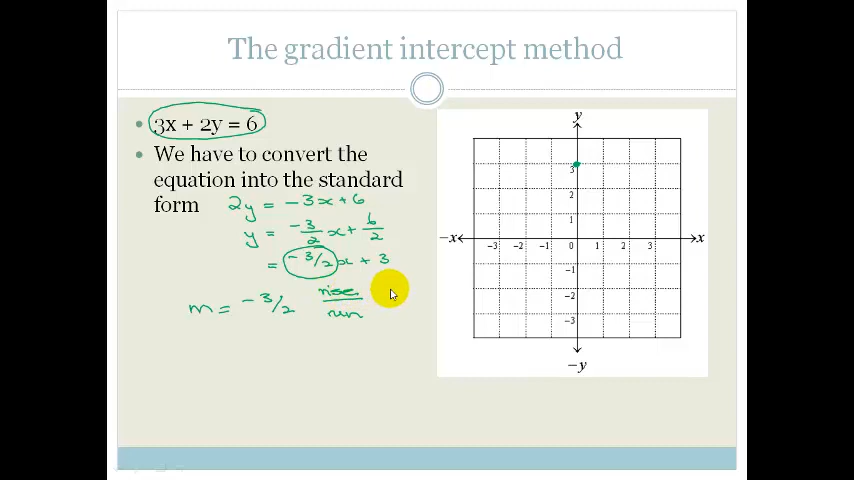 The gradient intercept method
3x + 2y = 6
We have to convert the
equation into the standard
form
2y = -3x + 6
y = -3/2 x + 6/2
= -3/2 x + 3
m = -3/2 rise/run
y
3
2
1
-x -3 -2 -1 0 1 2 3 x
-1
-2
-3
-y